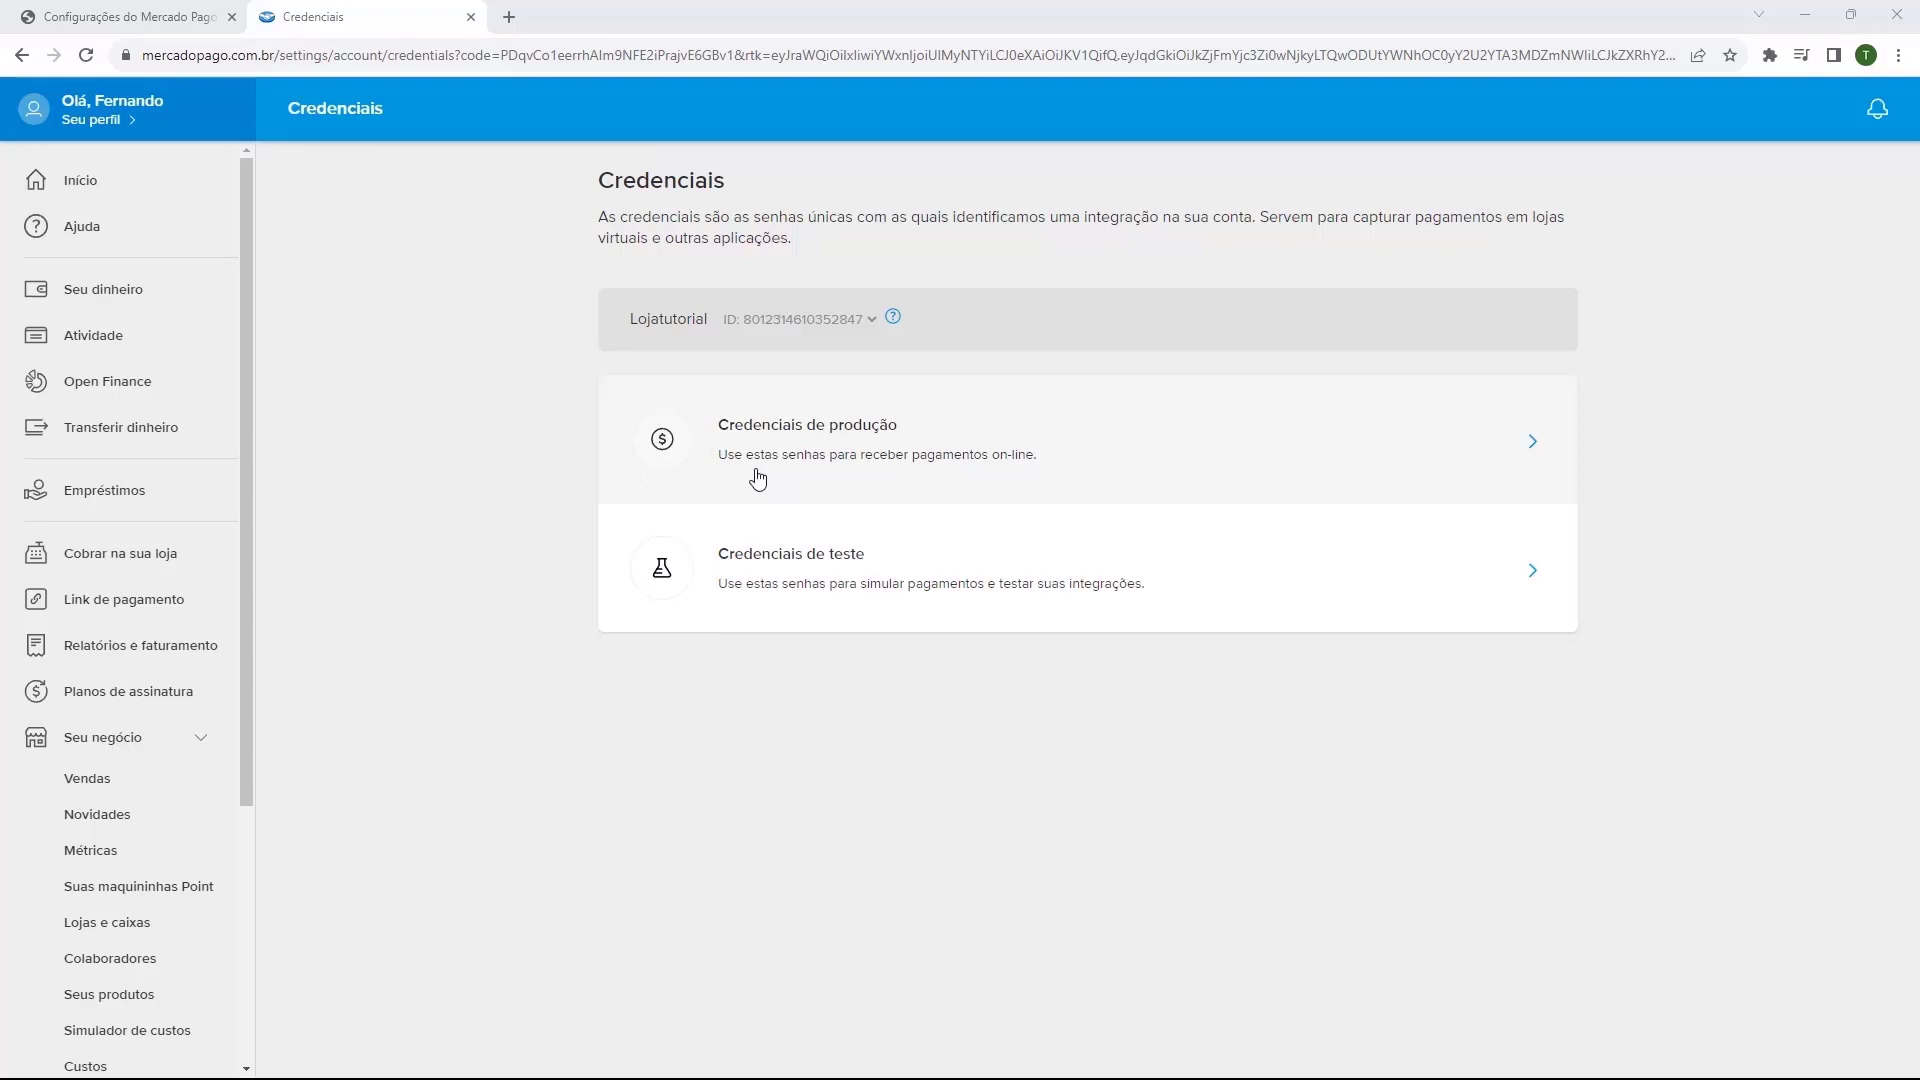 Configurações do Mercado Pago
Credenciais
mercadopago.com.br/settings/account/credentials?code=PDqvCo1eerrhAlm9NFE2iPrajvE6GBv1&rtk=eyJraWQiOilxliwiYWxnIjoiUlMyNTYiLCJ0eXAiOiJKV1QifQ.eyJqdGkiOiJkZjFmYjc3Zi0wNjkyLTQwODUtYWNhOC0yY2U2YTA3MDZmNWIiLCJkZXRhY2...
T
Olá, Fernando
Seu perfil
Credenciais
Início
Ajuda
Seu dinheiro
Atividade
Open Finance
Transferir dinheiro
Empréstimos
Cobrar na sua loja
Link de pagamento
Relatórios e faturamento
Planos de assinatura
Seu negócio
Vendas
Novidades
Métricas
Suas maquininhas Point
Lojas e caixas
Colaboradores
Seus produtos
Simulador de custos
Custos
Credenciais
As credenciais são as senhas únicas com as quais identificamos uma integração na sua conta. Servem para capturar pagamentos em lojas
virtuais e outras aplicações.
Lojatutorial ID: 8012314610352847
Credenciais de produção
Use estas senhas para receber pagamentos on-line.
Credenciais de teste
Use estas senhas para simular pagamentos e testar suas integrações.